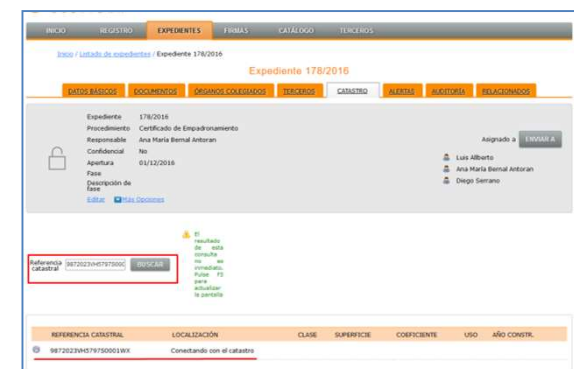 INICIO REGISTRO EXPEDIENTES FIRMAS CATÁLOGO TERCEROS
Inicio / Listado de expedientes / Expediente 178/2016
Expediente 178/2016
DATOS BÁSICOS DOCUMENTOS ÓRGANOS COLEGIADOS TERCEROS CATASTRO ALERTAS AUDITORÍA RELACIONADOS
Expediente 178/2016
Procedimiento Certificado de Empadronamiento
Responsable Ana María Bernal Antoran
Confidencial No
Apertura 01/12/2016
Fase
Descripción de
fase
Editar Más Opciones
Asignado a ENVIAR A
Luis Alberto
Ana María Bernal Antoran
Diego Serrano
El
resultado
de esta
consulta
no es
inmediato.
Pulse F5
para
actualizar
la pantalla
Referencia
catastral 9872023VH5797S000 BUSCAR
REFERENCIA CATASTRAL LOCALIZACIÓN CLASE SUPERFICIE COEFICIENTE USO AÑO CONSTR.
9872023VH5797S0001WX Conectando con el catastro